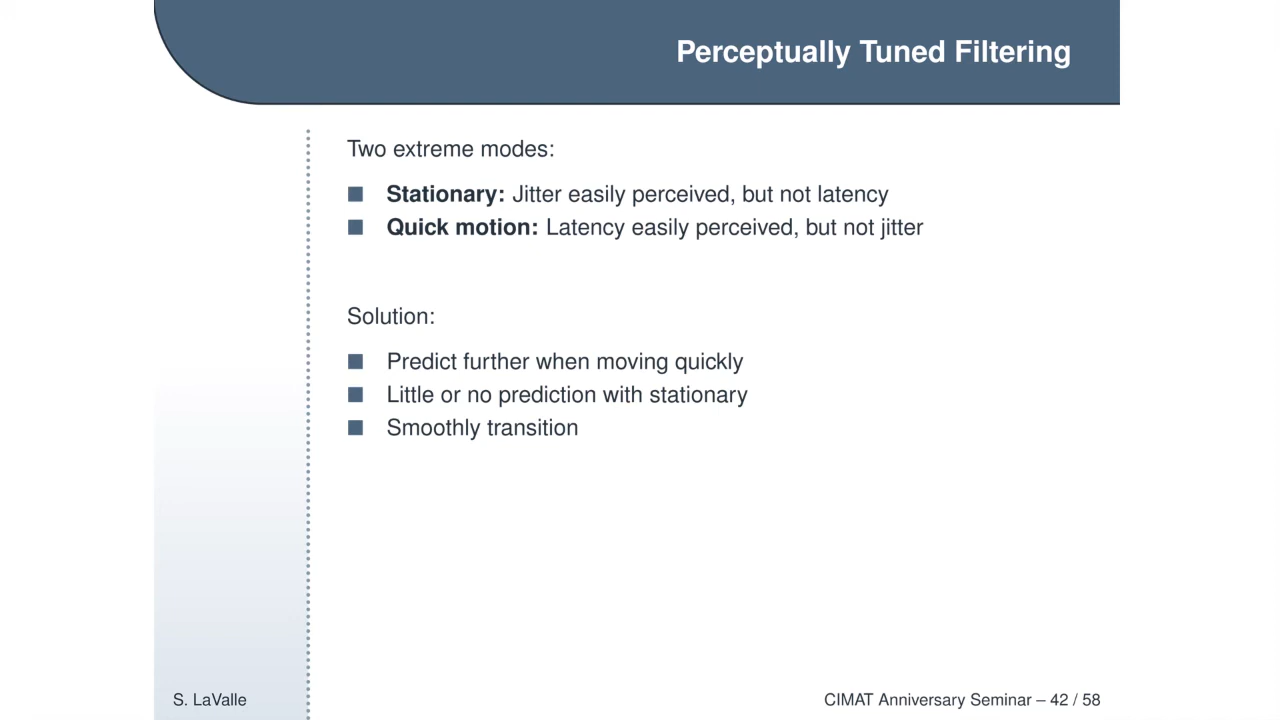 Perceptually Tuned Filtering
Two extreme modes:
Stationary: Jitter easily perceived, but not latency
Quick motion: Latency easily perceived, but not jitter
Solution:
Predict further when moving quickly
Little or no prediction with stationary
Smoothly transition
S. LaValle
CIMAT Anniversary Seminar – 42 / 58